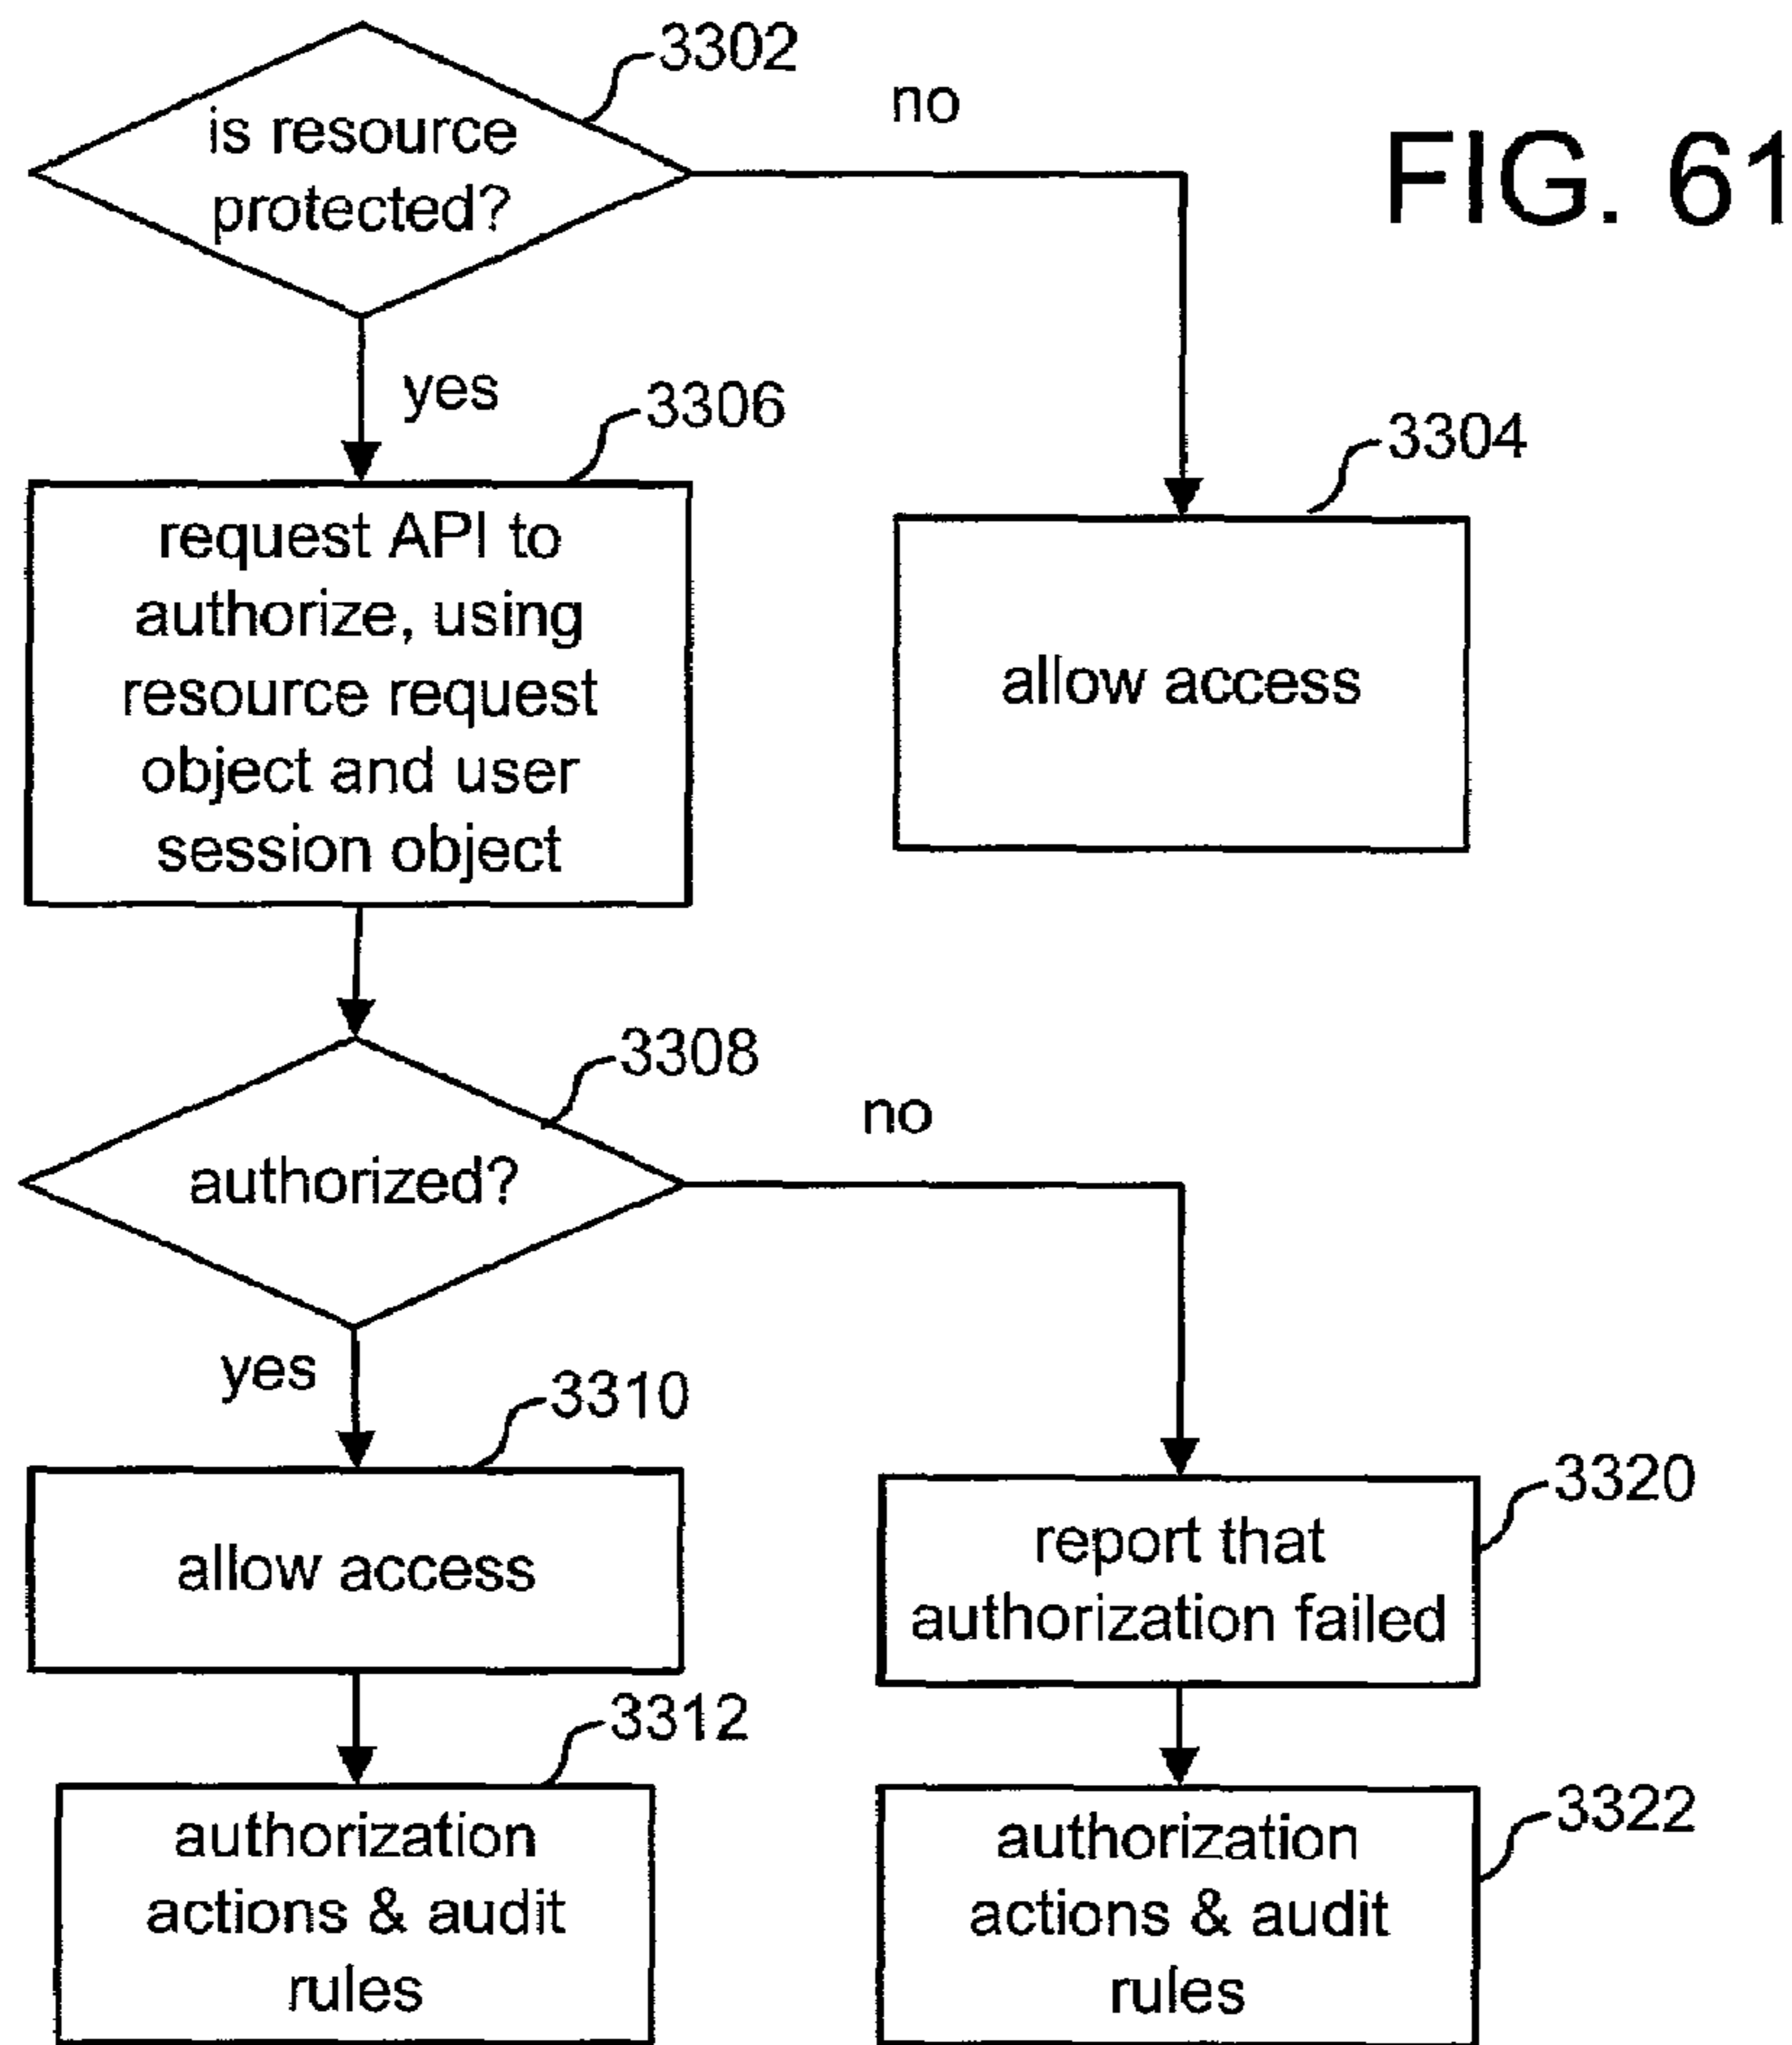 3302
no
FIG. 61
is resource
protected?
yes
3306
3304
request API to
authorize, using
resource request
object and user
session object
allow access
3308
no
authorized?
yes
3310
3320
allow access
report that
authorization failed
3312
3322
authorization
actions & audit
rules
authorization
actions & audit
rules